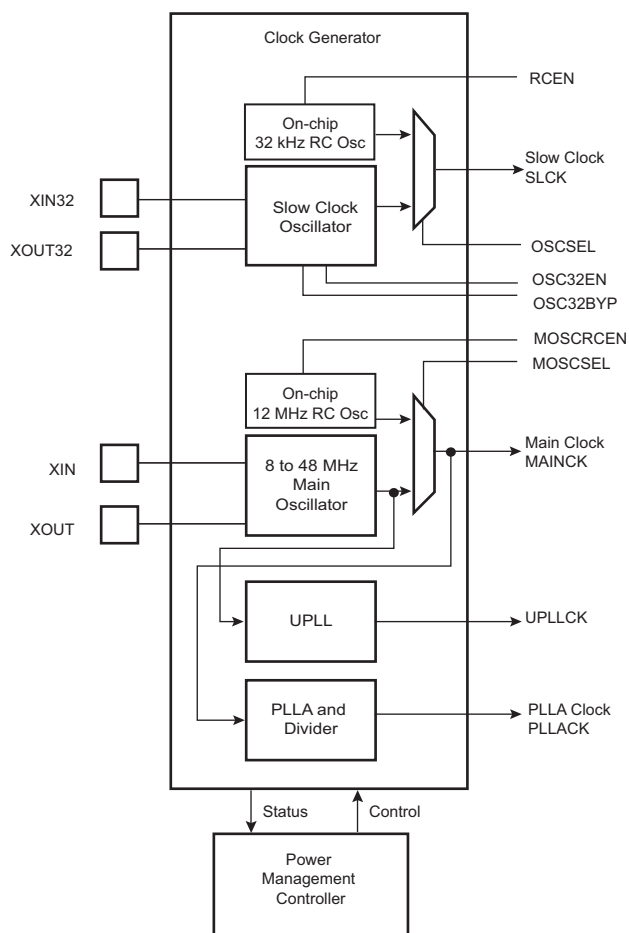 Clock Generator
RCEN
On-chip
32 kHz RC Osc
Slow Clock
SLCK
XIN32
Slow Clock
Oscillator
XOUT32
OSCSEL
OSC32EN
OSC32BYP
MOSCRCEN
MOSCSEL
On-chip
12 MHz RC Osc
Main Clock
MAINCK
XIN
8 to 48 MHz
Main
Oscillator
XOUT
UPLL
UPLLCK
PLLA and
Divider
PLLA Clock
PLLACK
Status
Control
Power
Management
Controller